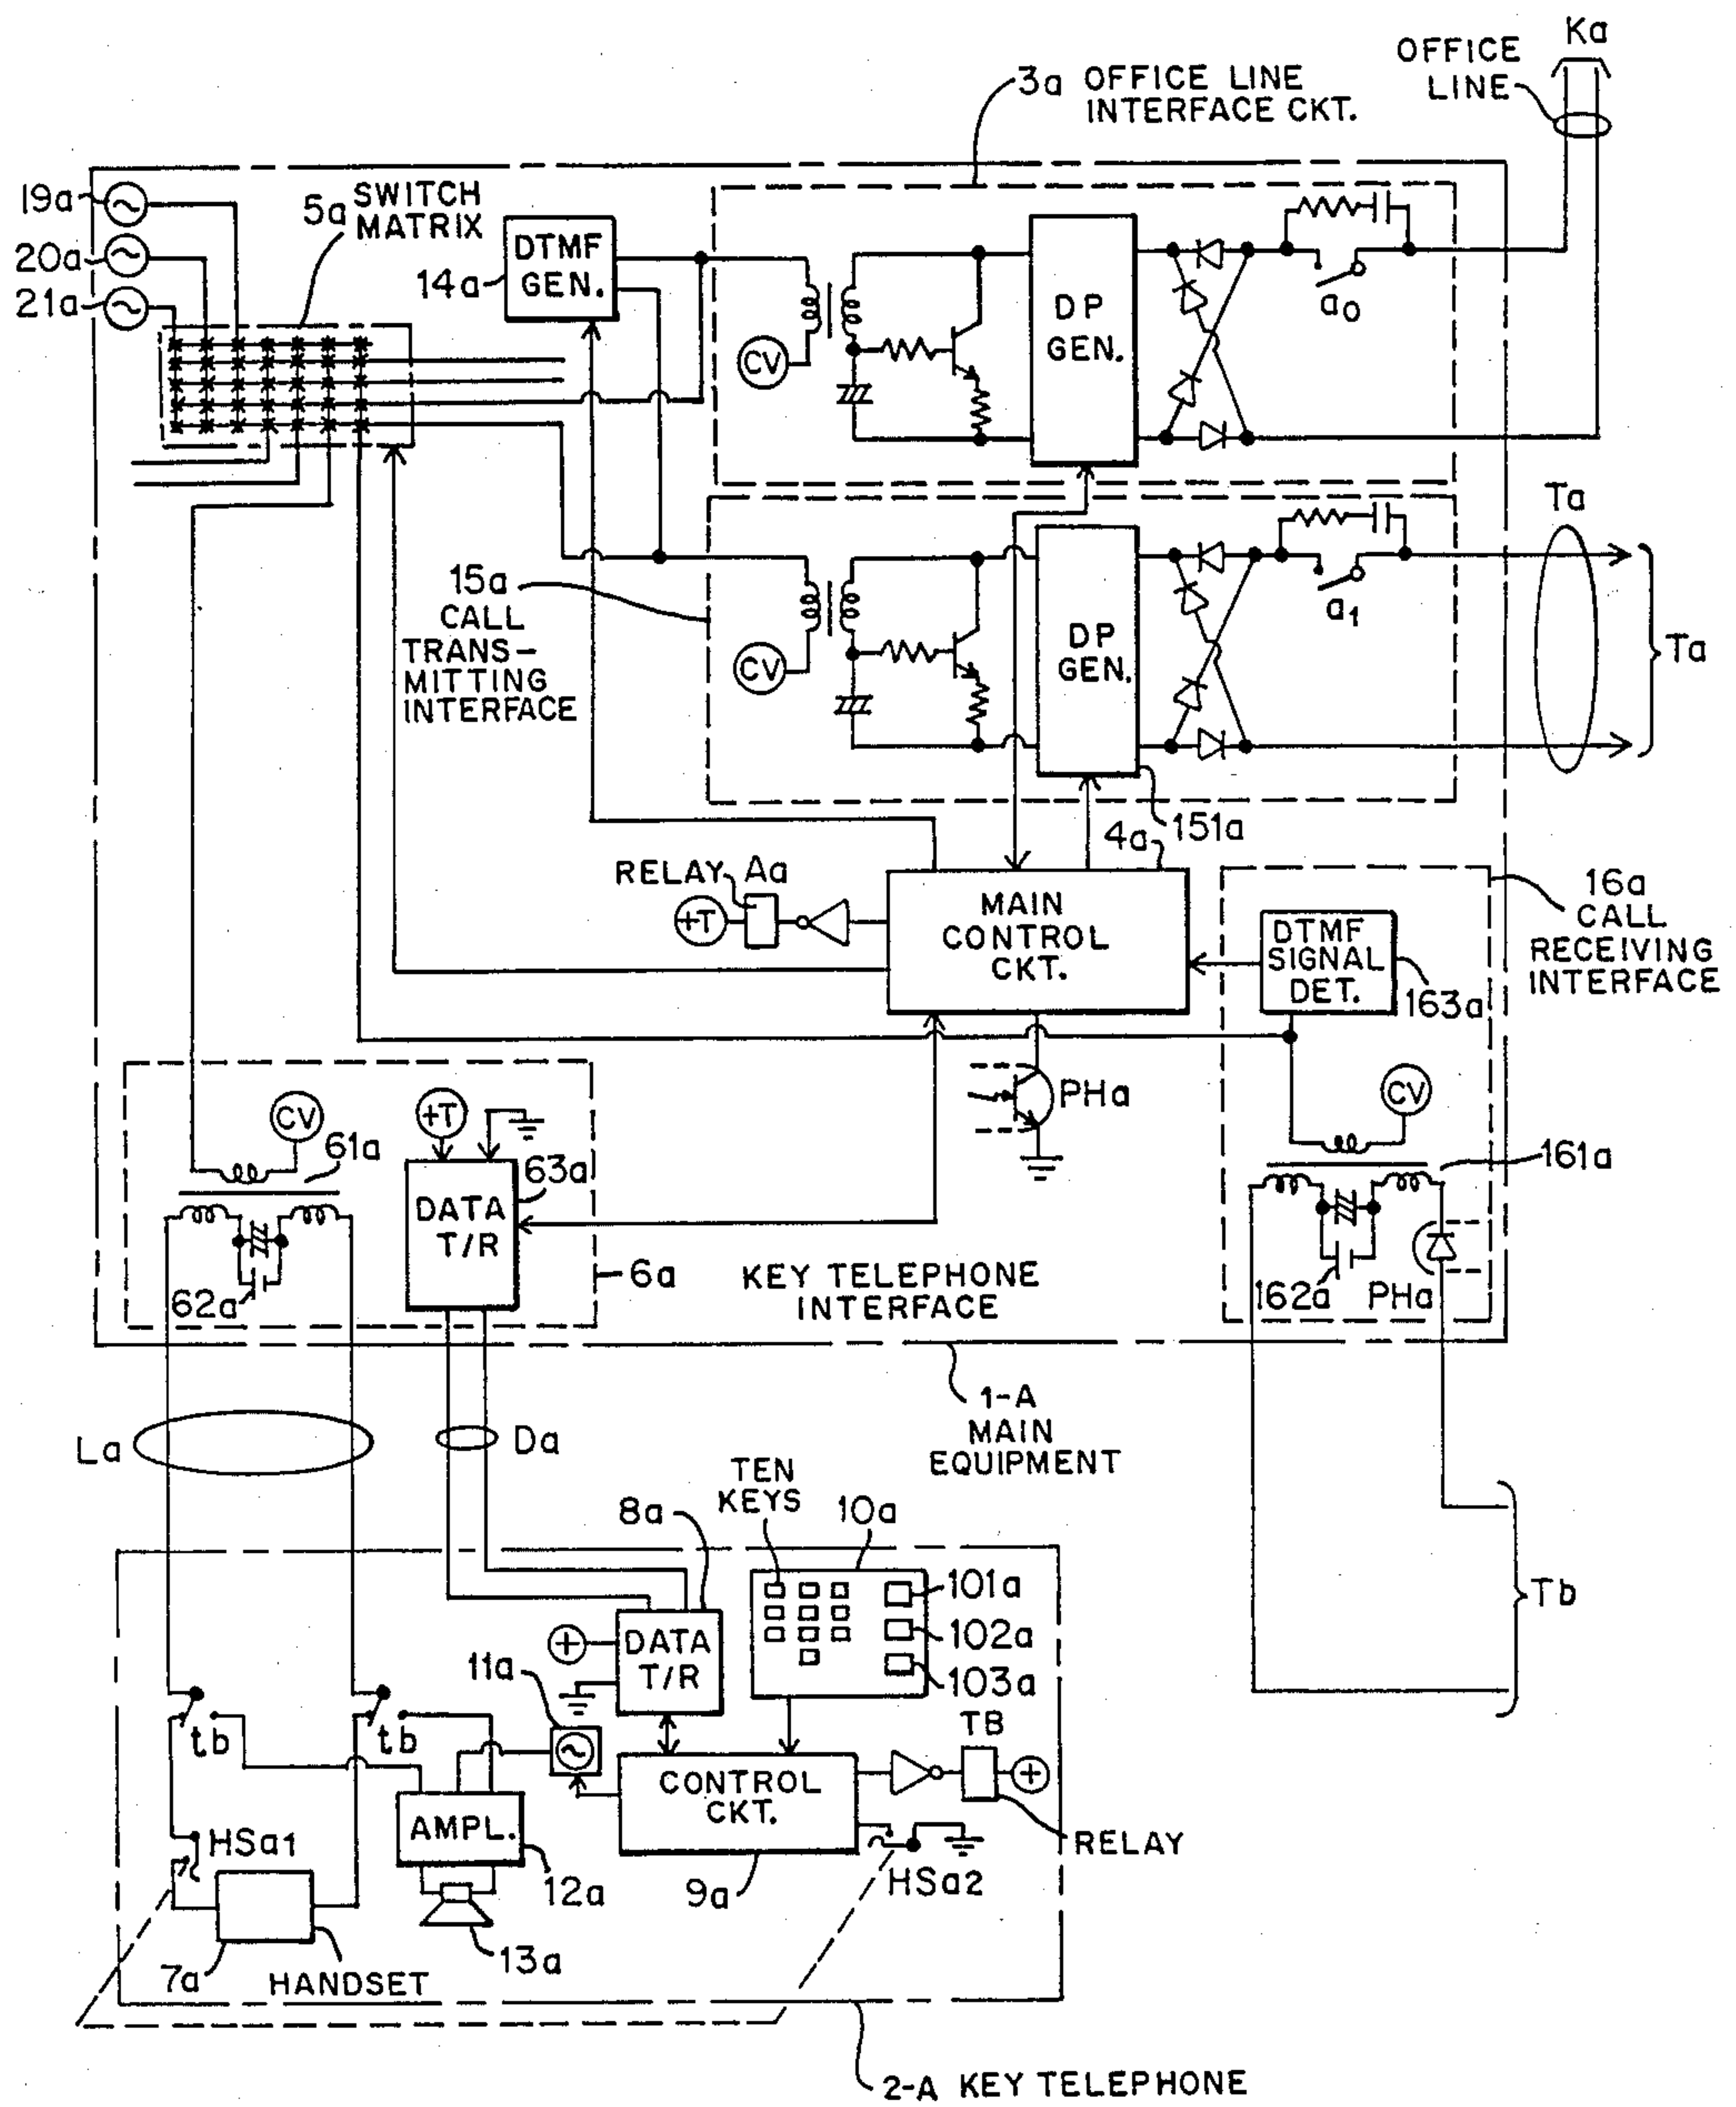 Ka
OFFICE
LINE
3a OFFICE LINE
INTERFACE CKT.
19a
20a
21a
5a SWITCH
MATRIX
14a
DTMF
GEN.
CV
DP
GEN.
a0
Ta
Ta
15a
CALL
TRANS-
MITTING
INTERFACE
CV
DP
GEN.
a1
151a
4a
RELAY Aa
+T
MAIN
CONTROL
CKT.
16a
CALL
RECEIVING
INTERFACE
DTMF
SIGNAL
DET.
163a
PHa
CV
161a
162a
PHa
CV
61a
62a
+T
63a
DATA
T/R
6a
KEY TELEPHONE
INTERFACE
1-A
MAIN
EQUIPMENT
La
Da
Tb
TEN
KEYS
8a
10a
101a
102a
103a
+
DATA
T/R
11a
tb
tb
TB
CONTROL
CKT.
+
RELAY
AMPL.
12a
13a
HSa1
HSa2
9a
7a
HANDSET
2-A KEY TELEPHONE